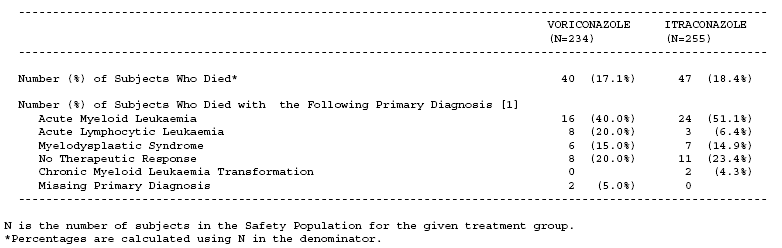 VORICONAZOLE ITRACONAZOLE
(N=234) (N=255)
Number (%) of Subjects Who Died* 40 (17.1%) 47 (18.4%)
Number (%) of Subjects Who Died with the Following Primary Diagnosis [1]
Acute Myeloid Leukaemia 16 (40.0%) 24 (51.1%)
Acute Lymphocytic Leukaemia 8 (20.0%) 3 (6.4%)
Myelodysplastic Syndrome 6 (15.0%) 7 (14.9%)
No Therapeutic Response 8 (20.0%) 11 (23.4%)
Chronic Myeloid Leukaemia Transformation 0 2 (4.3%)
Missing Primary Diagnosis 2 (5.0%) 0
N is the number of subjects in the Safety Population for the given treatment group.
*Percentages are calculated using N in the denominator.